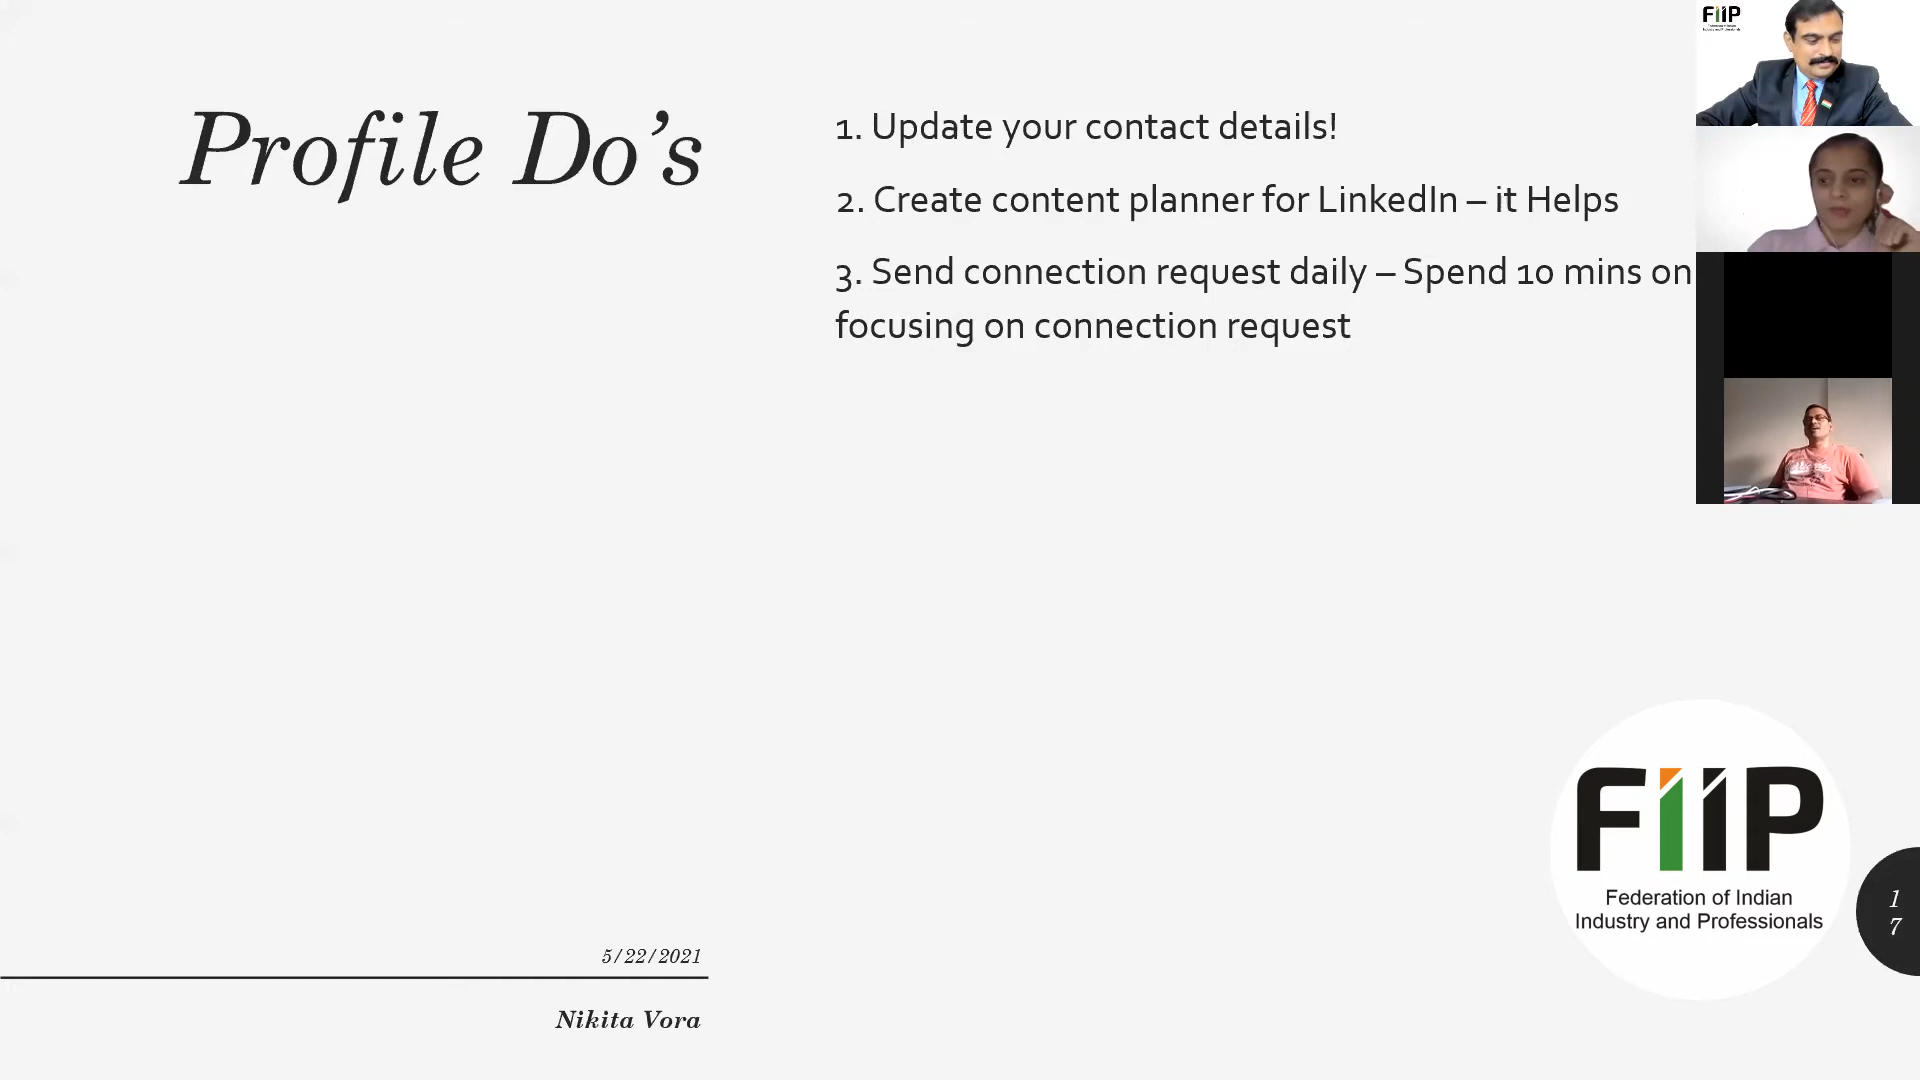 Profile Do’s
1. Update your contact details!
2. Create content planner for LinkedIn – it Helps
3. Send connection request daily – Spend 10 mins on
focusing on connection request
5/22/2021
Nikita Vora
FiiP
Federation of Indian
Industry and Professionals
1
7
FiiP